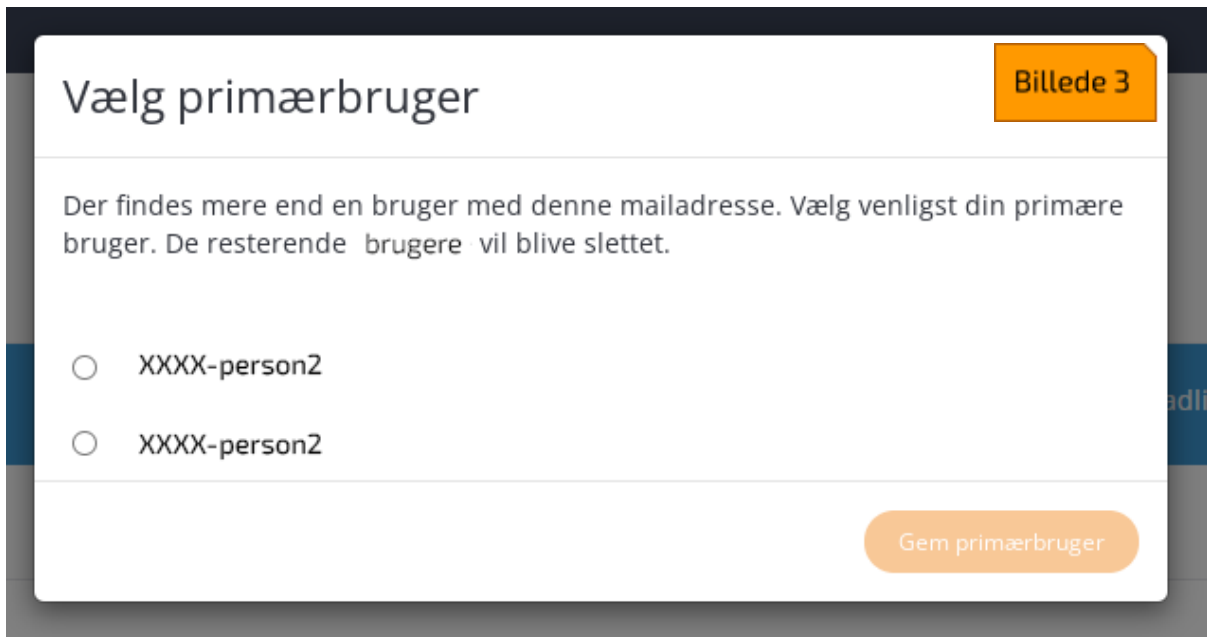 Vælg primærbruger
Billede 3
Der findes mere end en bruger med denne mailadresse. Vælg venligst din primære
bruger. De resterende brugere vil blive slettet.
XXXX-person2
XXXX-person2
Gem primærbruger